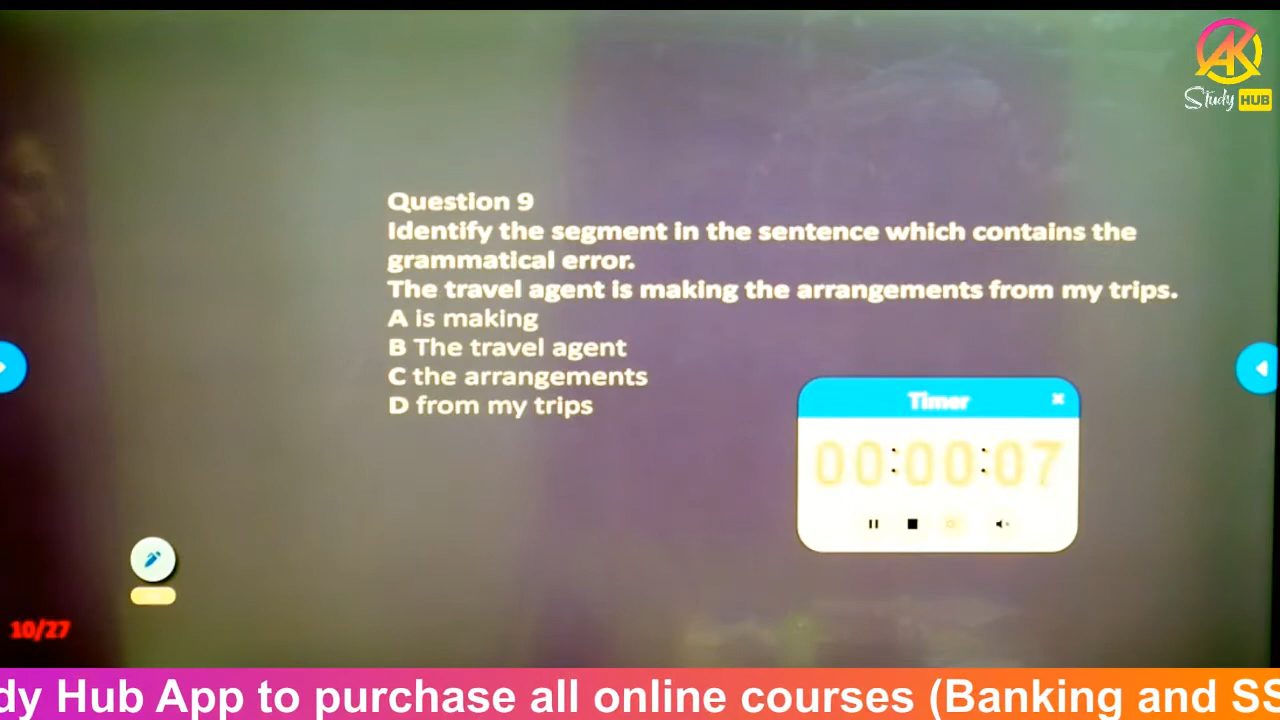 AK
Study HUB
Question 9
Identify the segment in the sentence which contains the
grammatical error.
The travel agent is making the arrangements from my trips.
A is making
B The travel agent
C the arrangements
D from my trips
Timer
00:00:07
10/27
dy Hub App to purchase all online courses (Banking and SS